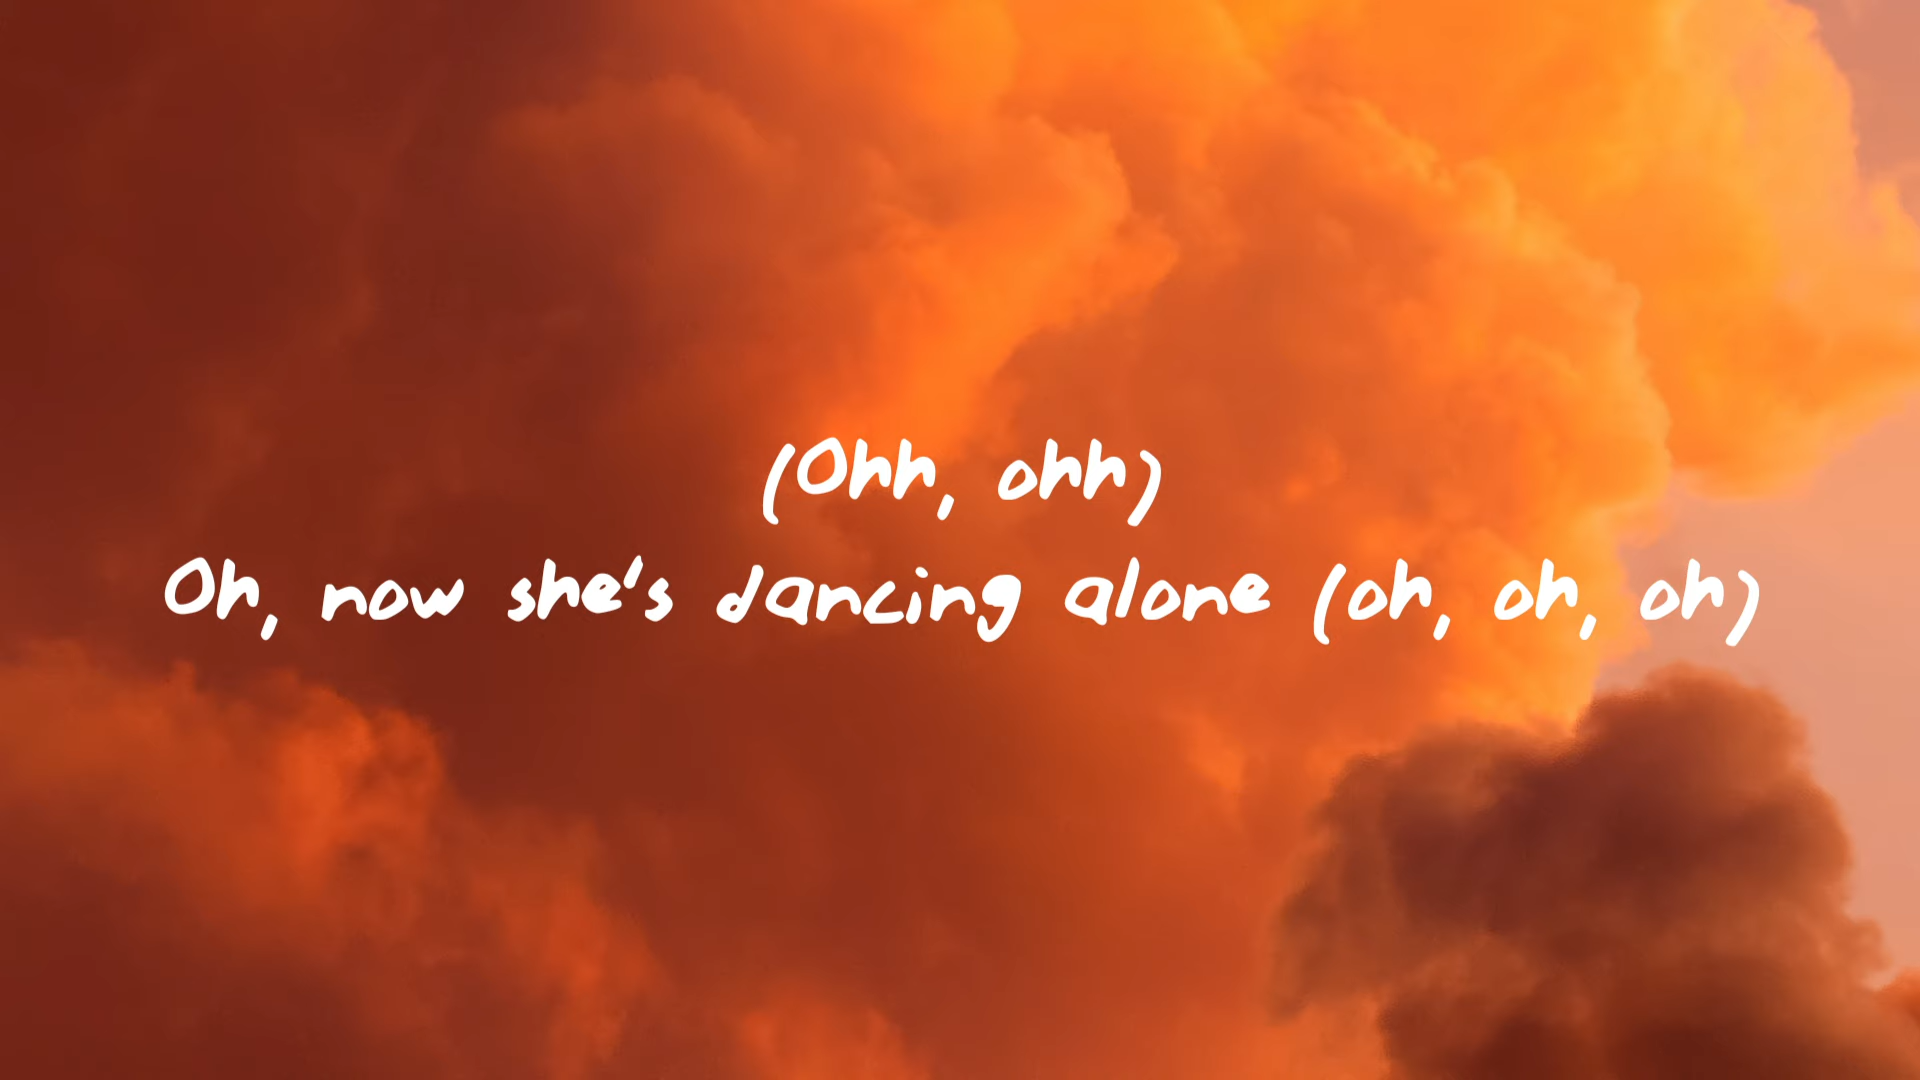 (Ohh, ohh)
Oh, now she's dancing alone (oh, oh, oh)